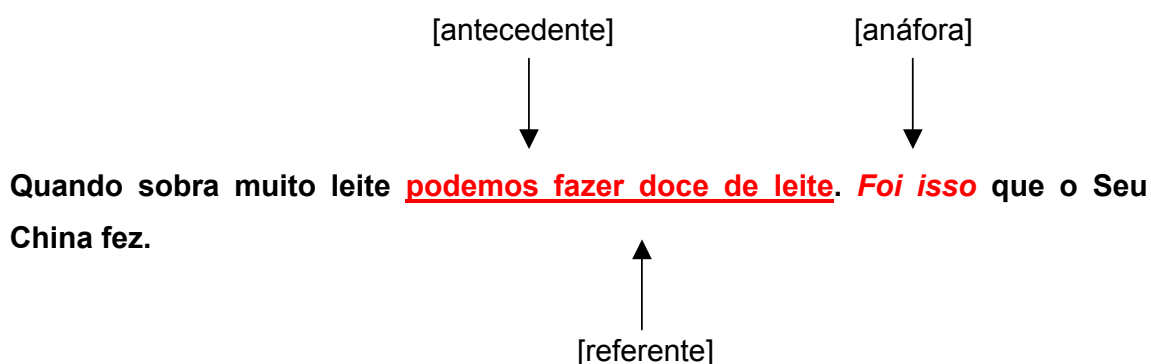 [antecedente] [anáfora]
Quando sobra muito leite podemos fazer doce de leite. Foi isso que o Seu
China fez.
[referente]